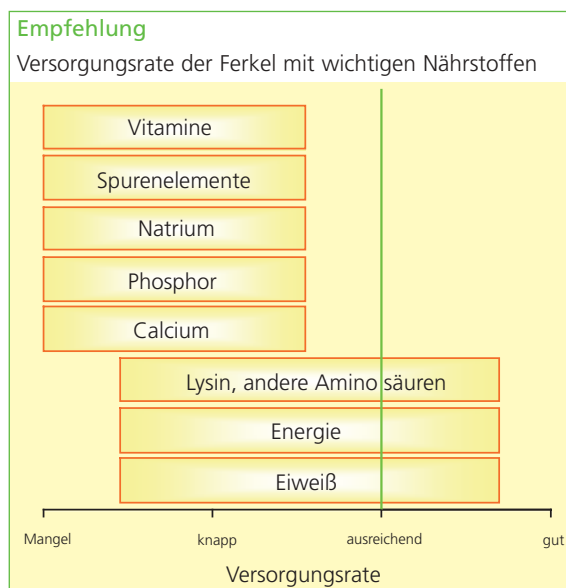 Empfehlung
Versorgungsrate der Ferkel mit wichtigen Nährstoffen
Vitamine
Spurenelemente
Natrium
Phosphor
Calcium
Lysin, andere Amino säuren
Energie
Eiweiß
Mangel knapp ausreichend gut
Versorgungsrate